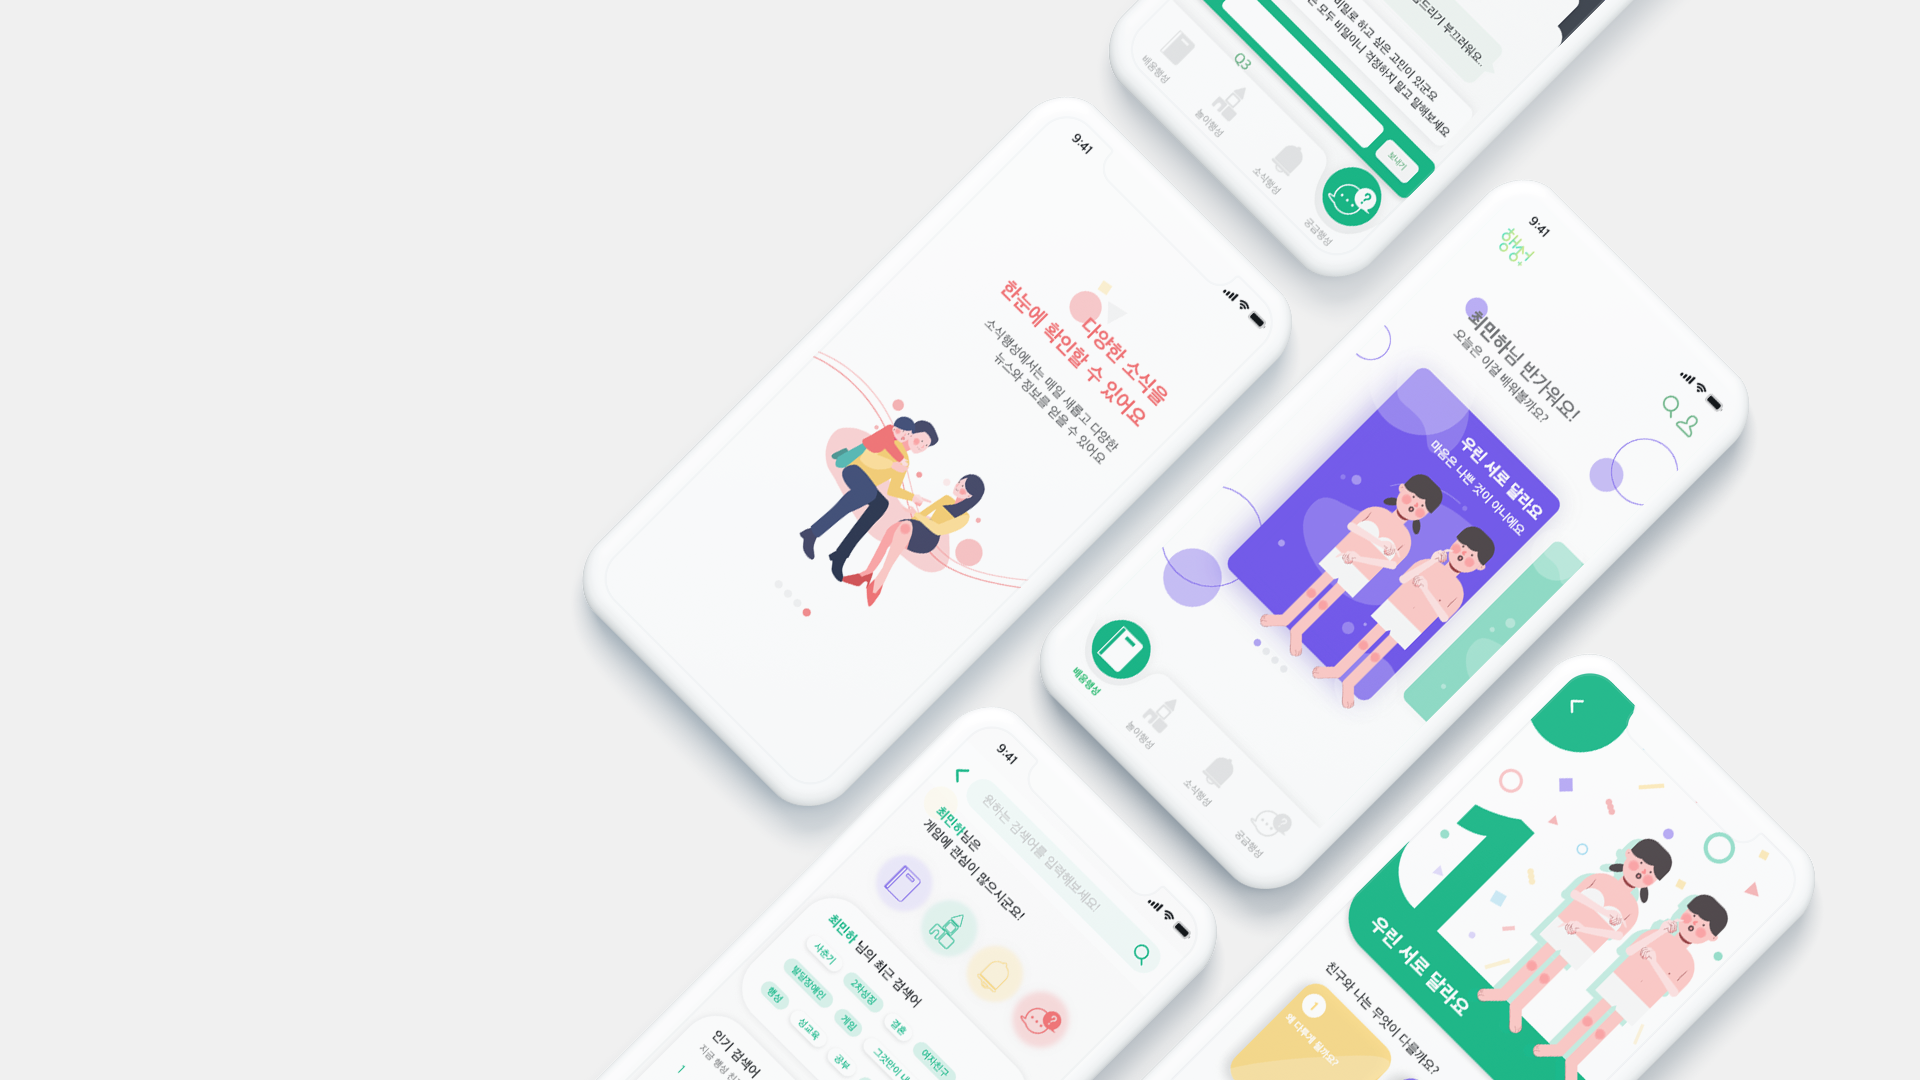 움드리기 부끄러워요..
비밀로 하고 싶은 고민이 있군요
은 모두 비밀이니 걱정하지 말고 말해보세요
보내기
Q3
배움행성
놀이행성
소식행성
궁금행성
9:41
다양한 소식을
한눈에 확인할 수 있어요
소식행성에서는 매일 새롭고 다양한
뉴스와 정보를 얻을 수 있어요
9:41
행성
최민하님 반가워요!
오늘은 이걸 배워볼까요?
우린 서로 달라요
마음은 나쁜 것이 아니에요
배움행성
놀이행성
소식행성
궁금행성
9:41
원하는 검색어를 입력해보세요!
최민하님은
게임에 관심이 많으시군요!
최민하 님의 최근 검색어
사춘기
2차성징
결혼
여자친구
발달장애인
게임
그것만이 내
행성
성교육
공부
인기 검색어
지금 행성 친
1
1
우린 서로 달라요
친구와 나는 무엇이 다를까요?
1
왜 다투게 될까요?